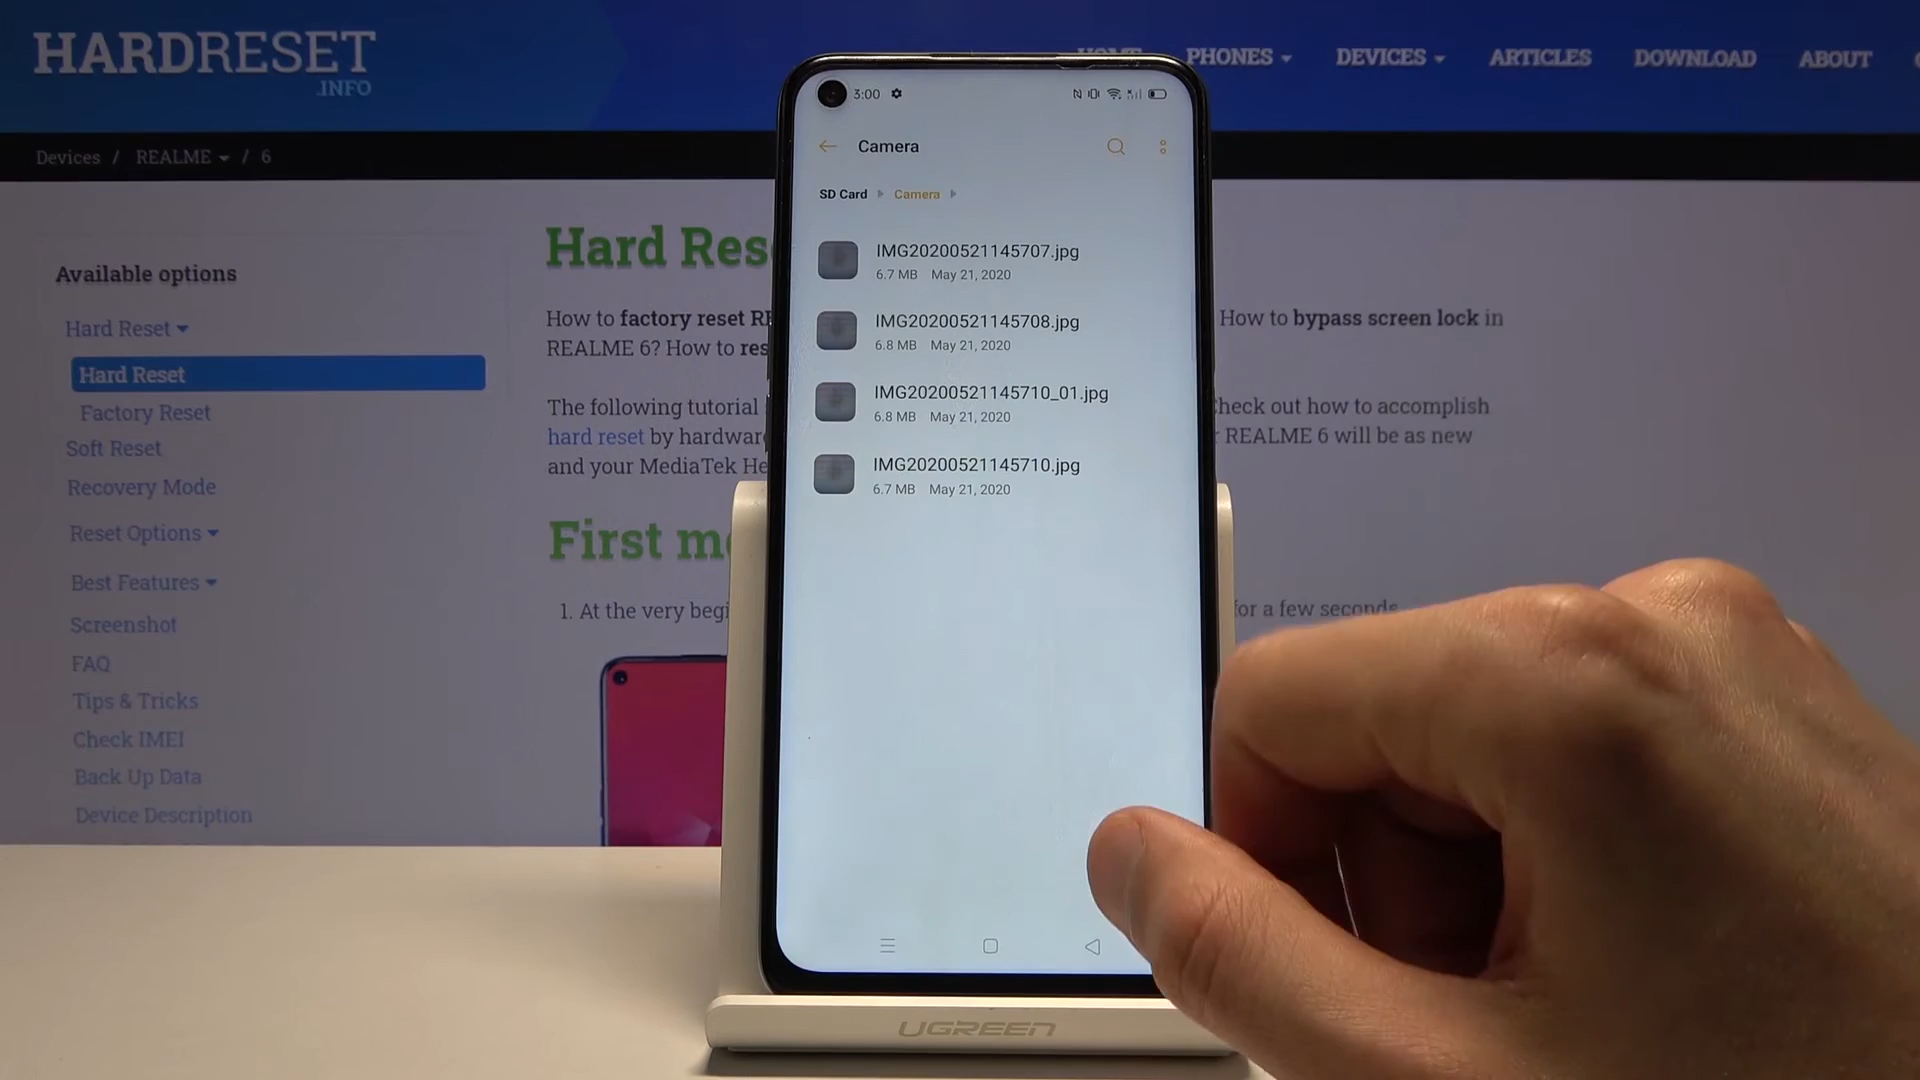 HARDRESET
.INFO
HOME PHONES DEVICES ARTICLES DOWNLOAD ABOUT
Devices / REALME / 6
Available options
Hard Reset
Hard Reset
Factory Reset
Soft Reset
Recovery Mode
Reset Options
Best Features
Screenshot
FAQ
Tips & Tricks
Check IMEI
Back Up Data
Device Description
Hard Res
How to factory reset RE
How to bypass screen lock in
REALME 6? How to res
The following tutorial
Check out how to accomplish
hard reset by hardwar
REALME 6 will be as new
and your MediaTek He
First me
1. At the very begi
for a few seconds
3:00
Camera
SD Card Camera
IMG20200521145707.jpg
6.7 MB May 21, 2020
IMG20200521145708.jpg
6.8 MB May 21, 2020
IMG20200521145710_01.jpg
6.8 MB May 21, 2020
IMG20200521145710.jpg
6.7 MB May 21, 2020
UGREEN